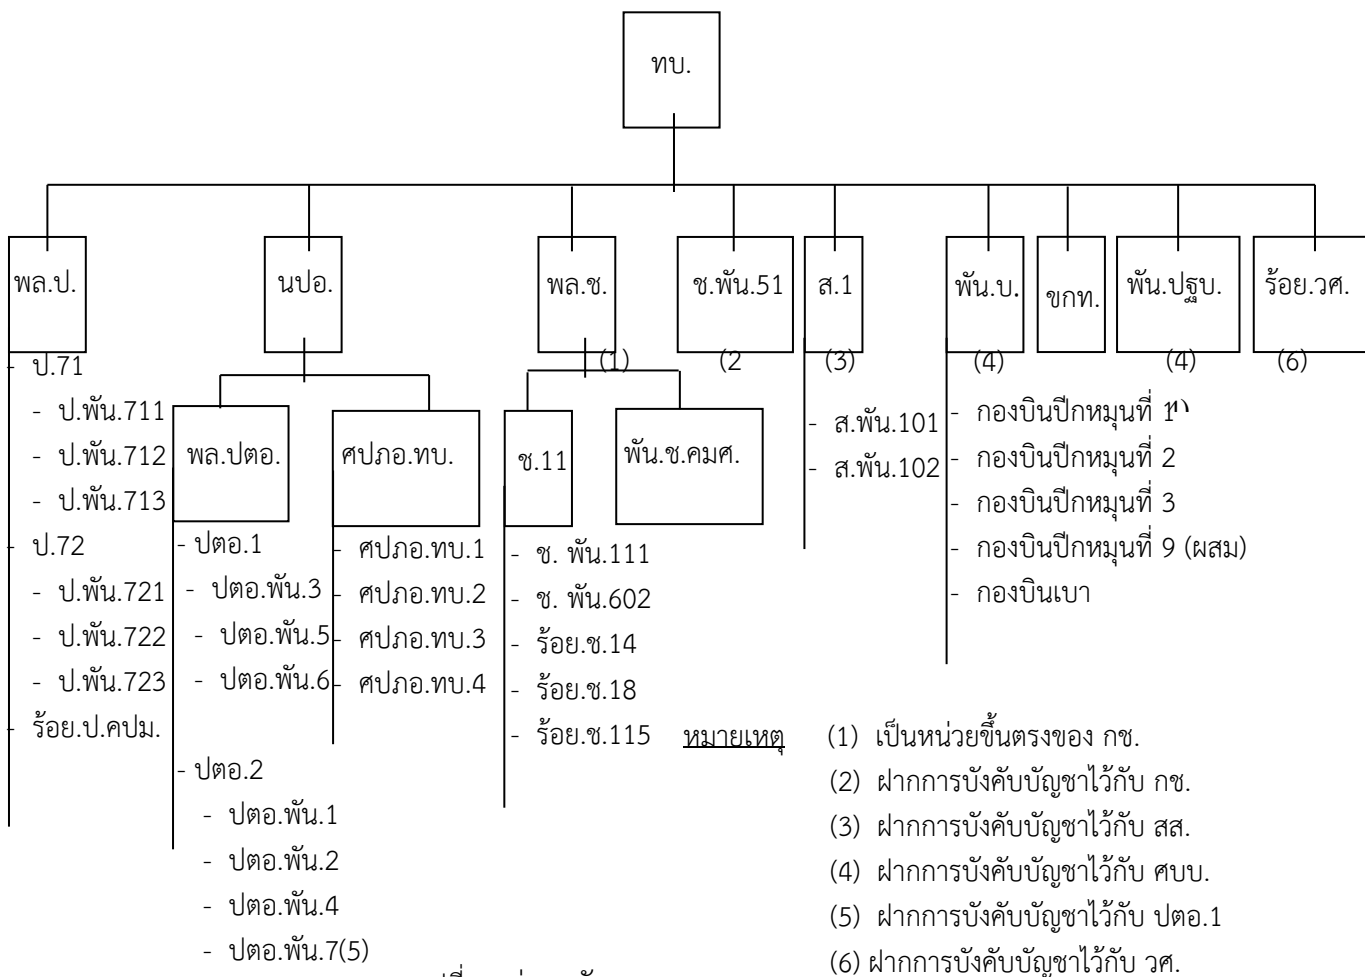 ทบ.
พล.ป.
นปอ.
พล.ช.
ช.พัน.51
ส.1
พัน.บ.
ขกท.
พัน.ปฐบ.
ร้อย.วศ.
(1)
(2
(3)
(4)
(4)
(6)
- ป.71
- ป.พัน.711
- ป.พัน.712
- ป.พัน.713
- ป.72
- ป.พัน.721
- ป.พัน.722
- ป.พัน.723
- ร้อย.ป.คปม.
พล.ปตอ.
ศปภอ.ทบ.
- ปตอ.1
- ปตอ.พัน.3
- ปตอ.พัน.5
- ปตอ.พัน.6
- ปตอ.2
- ปตอ.พัน.1
- ปตอ.พัน.2
- ปตอ.พัน.4
- ปตอ.พัน.7(5)
- ศปภอ.ทบ.1
- ศปภอ.ทบ.2
- ศปภอ.ทบ.3
- ศปภอ.ทบ.4
ช.11
พัน.ช.คมศ.
- ช. พัน.111
- ช. พัน.602
- ร้อย.ช.14
- ร้อย.ช.18
- ร้อย.ช.115
- ส.พัน.101
- ส.พัน.102
- กองบินปีกหมุนที่ 1
- กองบินปีกหมุนที่ 2
- กองบินปีกหมุนที่ 3
- กองบินปีกหมุนที่ 9 (ผสม)
- กองบินเบา
หมายเหตุ (1) เป็นหน่วยขึ้นตรงของ กช.
(2) ฝากการบังคับบัญชาไว้กับ กช.
(3) ฝากการบังคับบัญชาไว้กับ สส.
(4) ฝากการบังคับบัญชาไว้กับ ศบบ.
(5) ฝากการบังคับบัญชาไว้กับ ปตอ.1
(6) ฝากการบังคับบัญชาไว้กับ วศ.